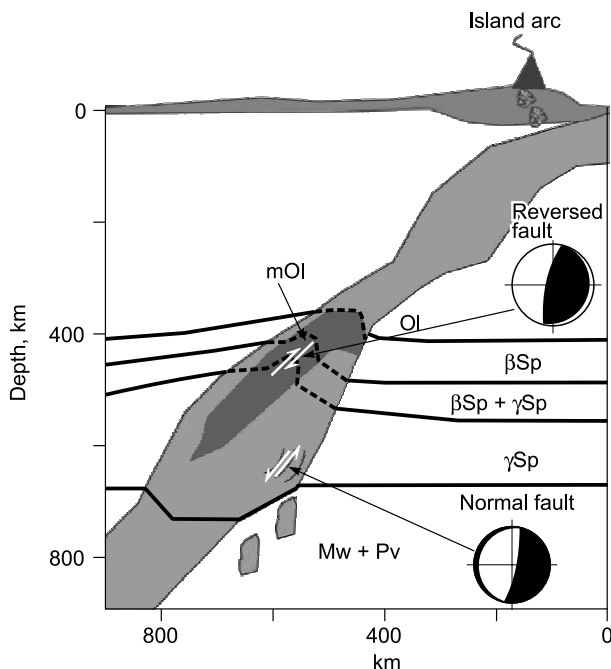 Island arc
0
Reversed
fault
mOl
Ol
400
βSp
βSp + γSp
γSp
Normal fault
Mw + Pv
800
Depth, km
800
400
0
km